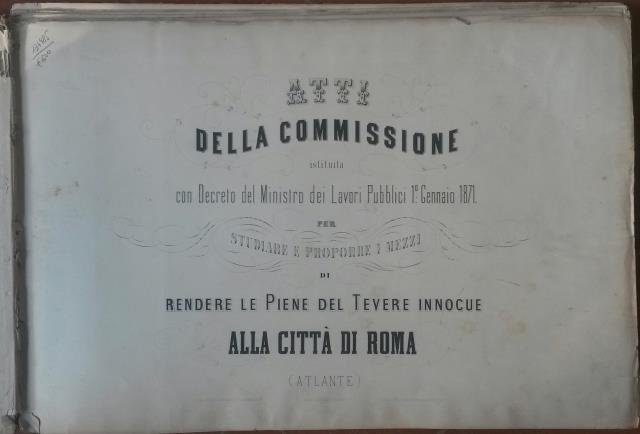 ATTI
DELLA COMMISSIONE
istituita
con Decreto del Ministro dei Lavori Pubblici 1º Gennaio 1871.
PER
STUDIARE E PROPORRE I MEZZI
DI
RENDERE LE PIENE DEL TEVERE INNOCUE
ALLA CITTÀ DI ROMA
(ATLANTE)